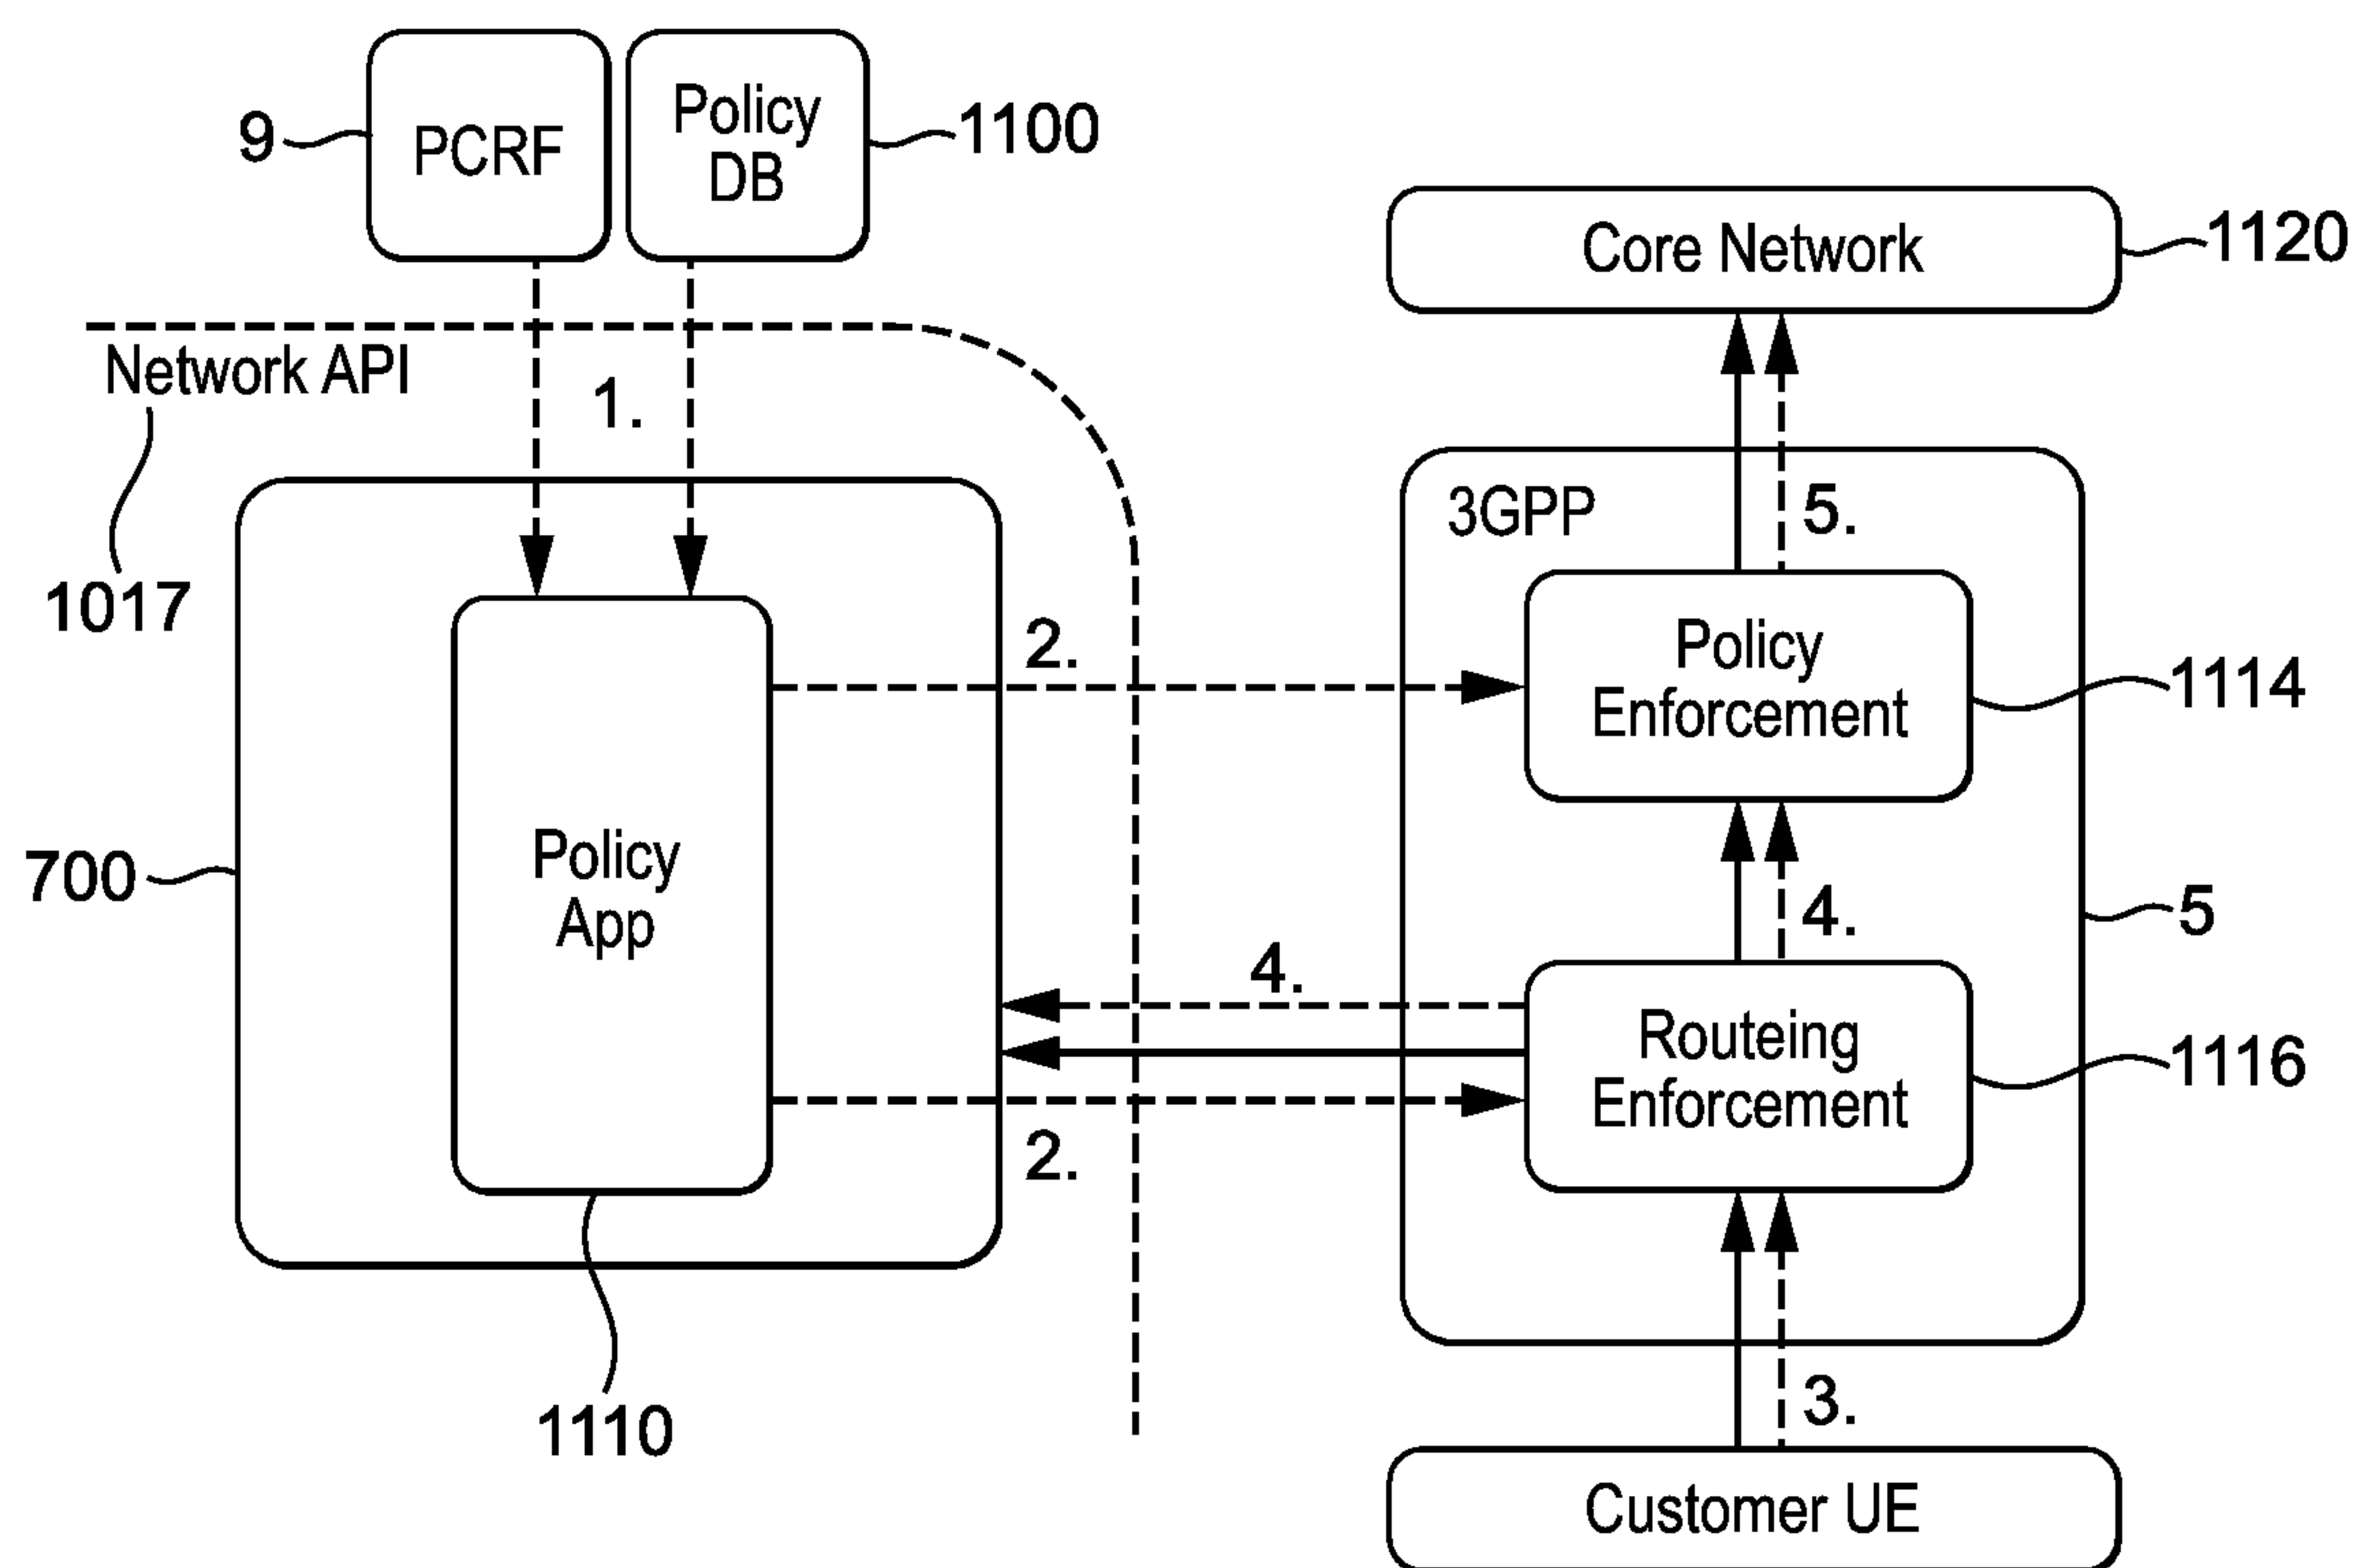 9
PCRF
Policy
DB
1100
Core Network
1120
Network API
1.
1017
3GPP
5.
2.
Policy
Enforcement
1114
700
Policy
App
4.
5
4.
Routeing
Enforcement
1116
2.
3.
1110
Customer UE